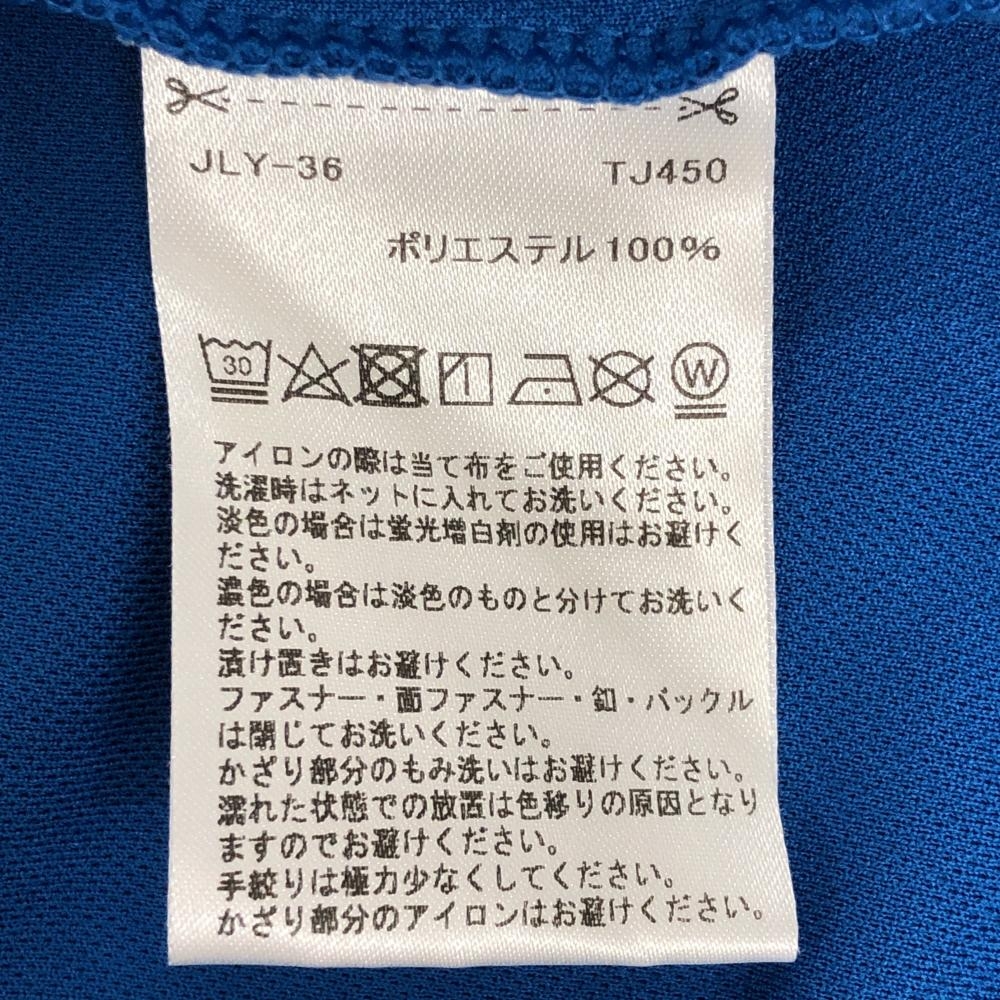 JLY-36 TJ450
ポリエステル100%
30 W
アイロンの際は当て布をご使用ください。
洗濯時はネットに入れてお洗いください。
淡色の場合は蛍光増白剤の使用はお避けく
ださい。
濃色の場合は淡色のものと分けてお洗いく
ださい。
漬け置きはお避けください。
ファスナー・面ファスナー・釦・バックル
は閉じてお洗いください。
かざり部分のもみ洗いはお避けください。
濡れた状態での放置は色移りの原因となり
ますのでお避けください。
手絞りは極力少なくしてください。
かざり部分のアイロンはお避けください。